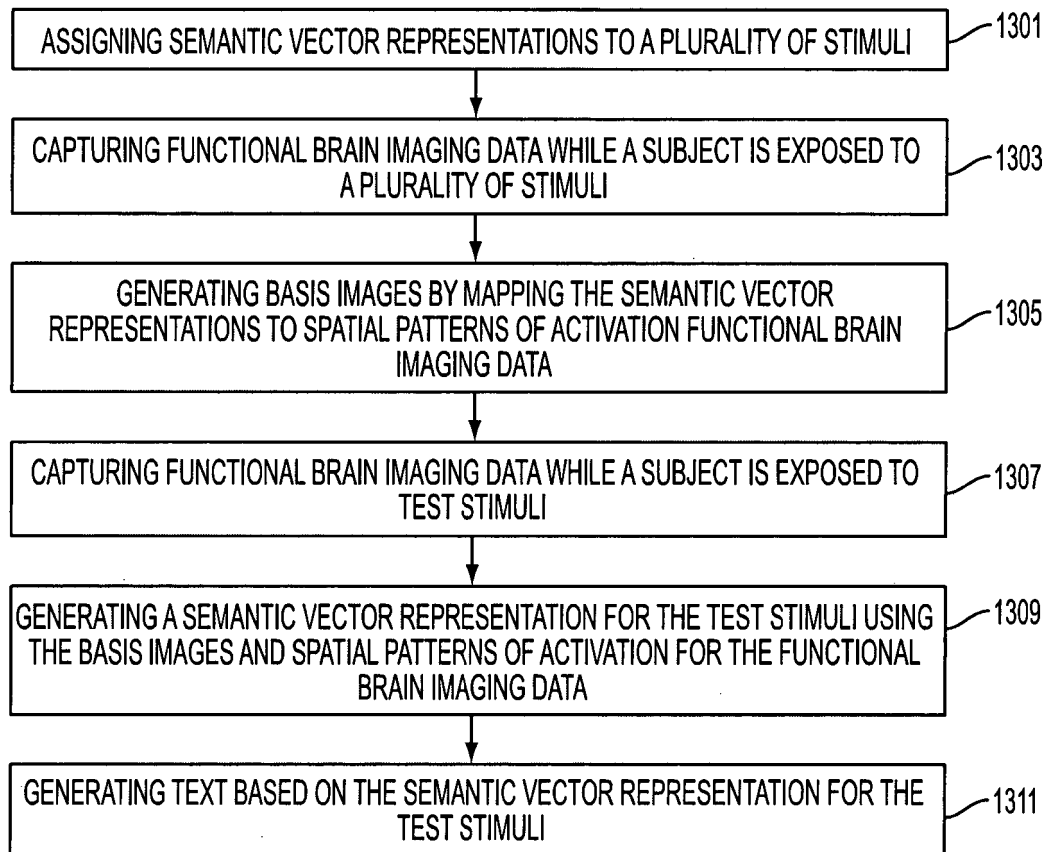 ASSIGNING SEMANTIC VECTOR REPRESENTATIONS TO A PLURALITY OF STIMULI
1301
CAPTURING FUNCTIONAL BRAIN IMAGING DATA WHILE A SUBJECT IS EXPOSED TO
A PLURALITY OF STIMULI
1303
GENERATING BASIS IMAGES BY MAPPING THE SEMANTIC VECTOR
REPRESENTATIONS TO SPATIAL PATTERNS OF ACTIVATION FUNCTIONAL BRAIN
IMAGING DATA
1305
CAPTURING FUNCTIONAL BRAIN IMAGING DATA WHILE A SUBJECT IS EXPOSED TO
TEST STIMULI
1307
GENERATING A SEMANTIC VECTOR REPRESENTATION FOR THE TEST STIMULI USING
THE BASIS IMAGES AND SPATIAL PATTERNS OF ACTIVATION FOR THE FUNCTIONAL
BRAIN IMAGING DATA
1309
GENERATING TEXT BASED ON THE SEMANTIC VECTOR REPRESENTATION FOR THE
TEST STIMULI
1311